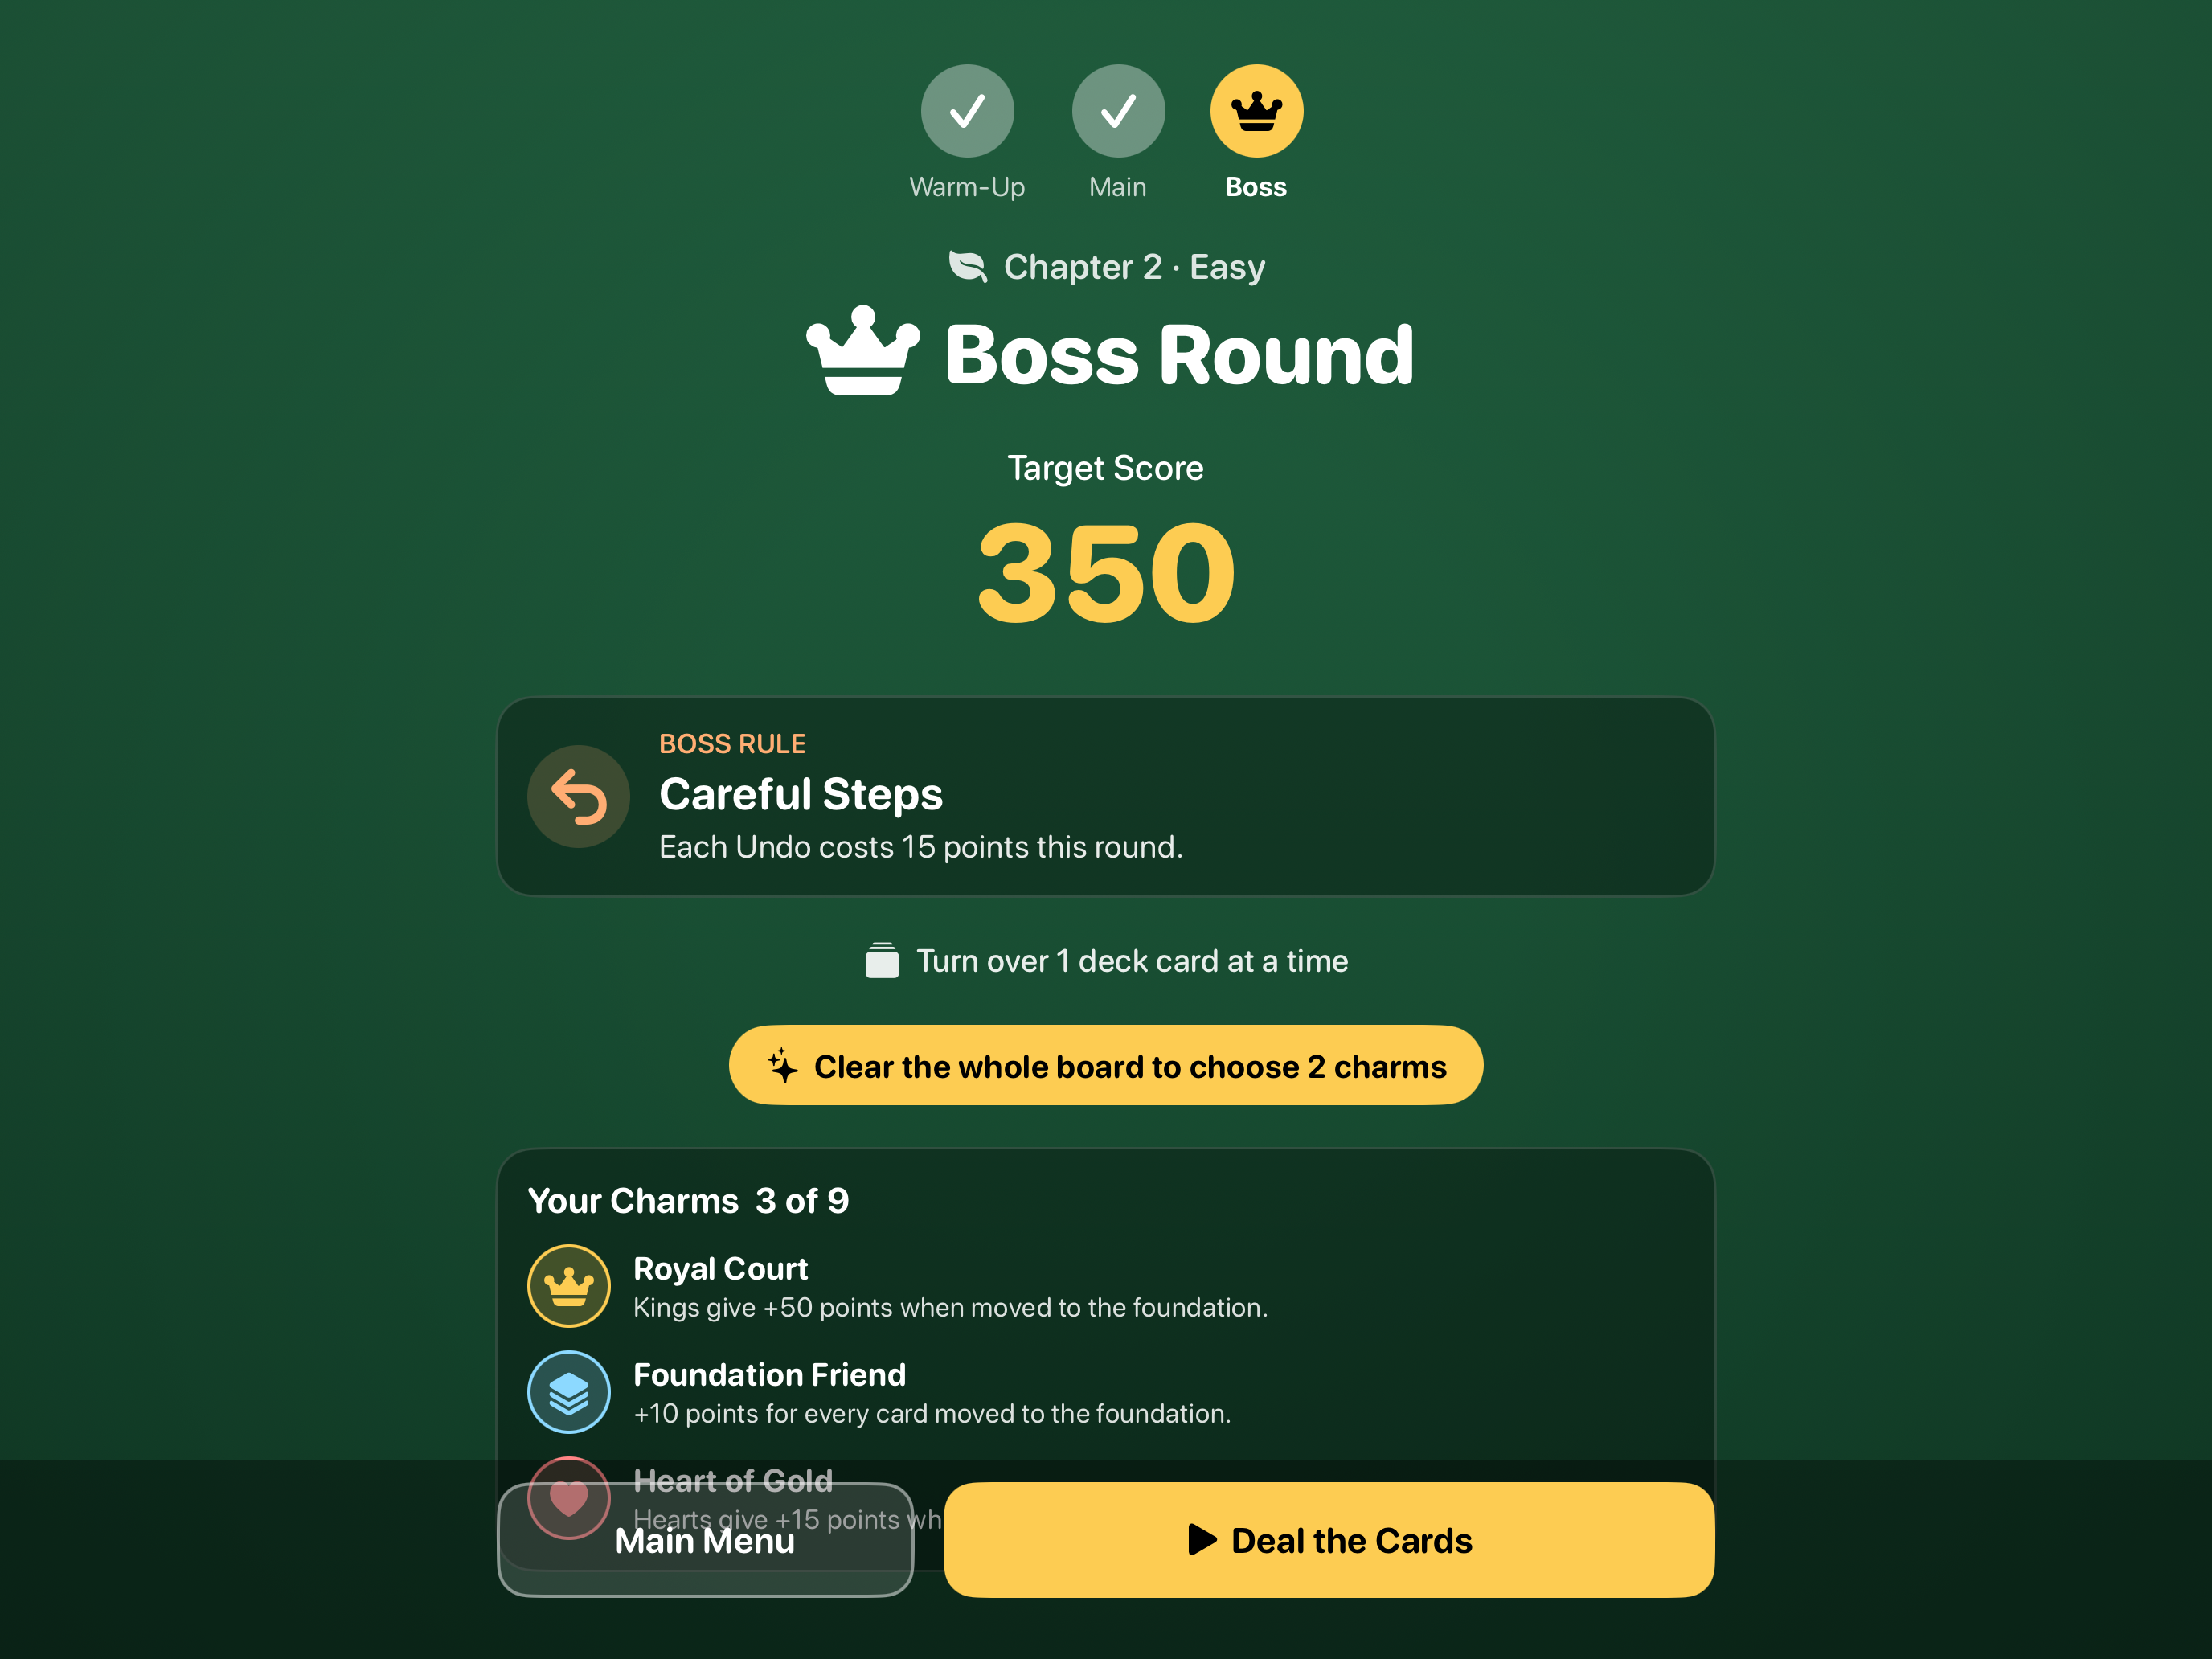 Warm-Up
Main
Boss
Chapter 2 · Easy
Boss Round
Target Score
350
BOSS RULE
Careful Steps
Each Undo costs 15 points this round.
Turn over 1 deck card at a time
Clear the whole board to choose 2 charms
Your Charms 3 of 9
Royal Court
Kings give +50 points when moved to the foundation.
Foundation Friend
+10 points for every card moved to the foundation.
Heart of Gold
Hearts give +15 points
Main Menu
Deal the Cards